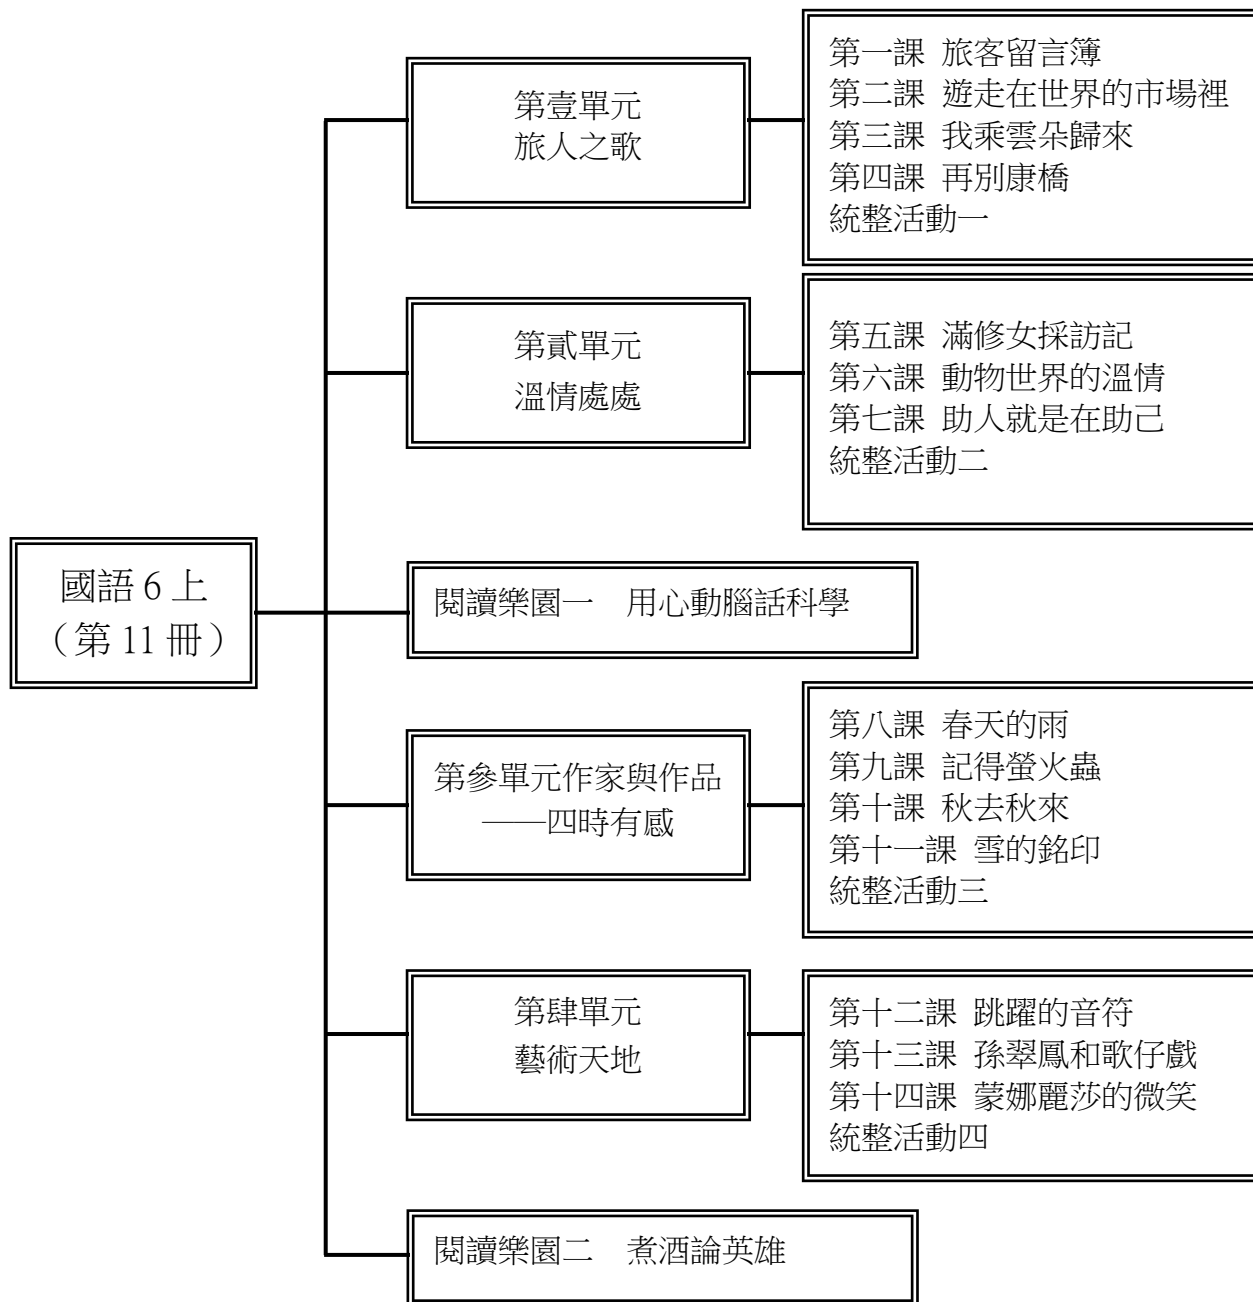 國語6上
（第11冊）
第壹單元
旅人之歌
第一課 旅客留言簿
第二課 遊走在世界的市場裡
第三課 我乘雲朵歸來
第四課 再別康橋
統整活動一
第貳單元
溫情處處
第五課 滿修女採訪記
第六課 動物世界的溫情
第七課 助人就是在助己
統整活動二
閱讀樂園一 用心動腦話科學
第參單元作家與作品
——四時有感
第八課 春天的雨
第九課 記得螢火蟲
第十課 秋去秋來
第十一課 雪的銘印
統整活動三
第肆單元
藝術天地
第十二課 跳躍的音符
第十三課 孫翠鳳和歌仔戲
第十四課 蒙娜麗莎的微笑
統整活動四
閱讀樂園二 煮酒論英雄